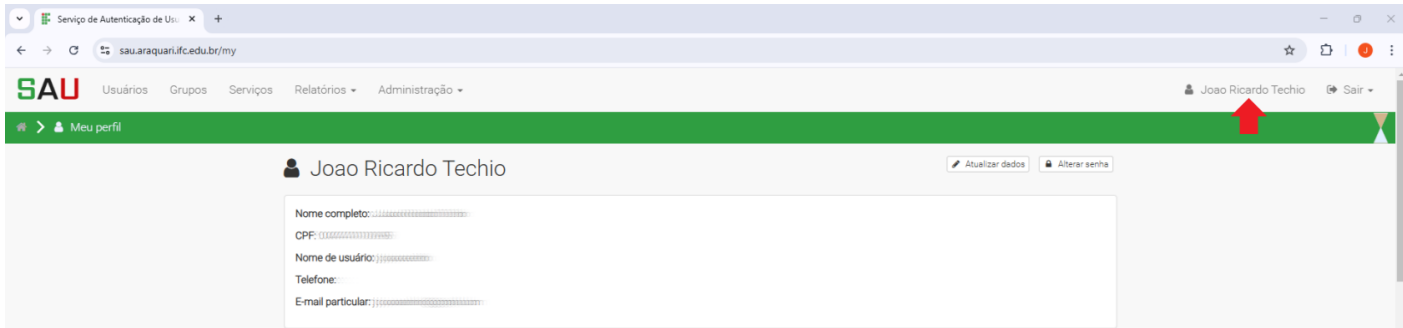 Serviço de Autenticação de Usu
sau.araquari.ifc.edu.br/my
J
SAU Usuários Grupos Serviços Relatórios Administração Joao Ricardo Techio Sair
Meu perfil
Joao Ricardo Techio Atualizar dados Alterar senha
Nome completo:
CPF:
Nome de usuário:
Telefone:
E-mail particular: